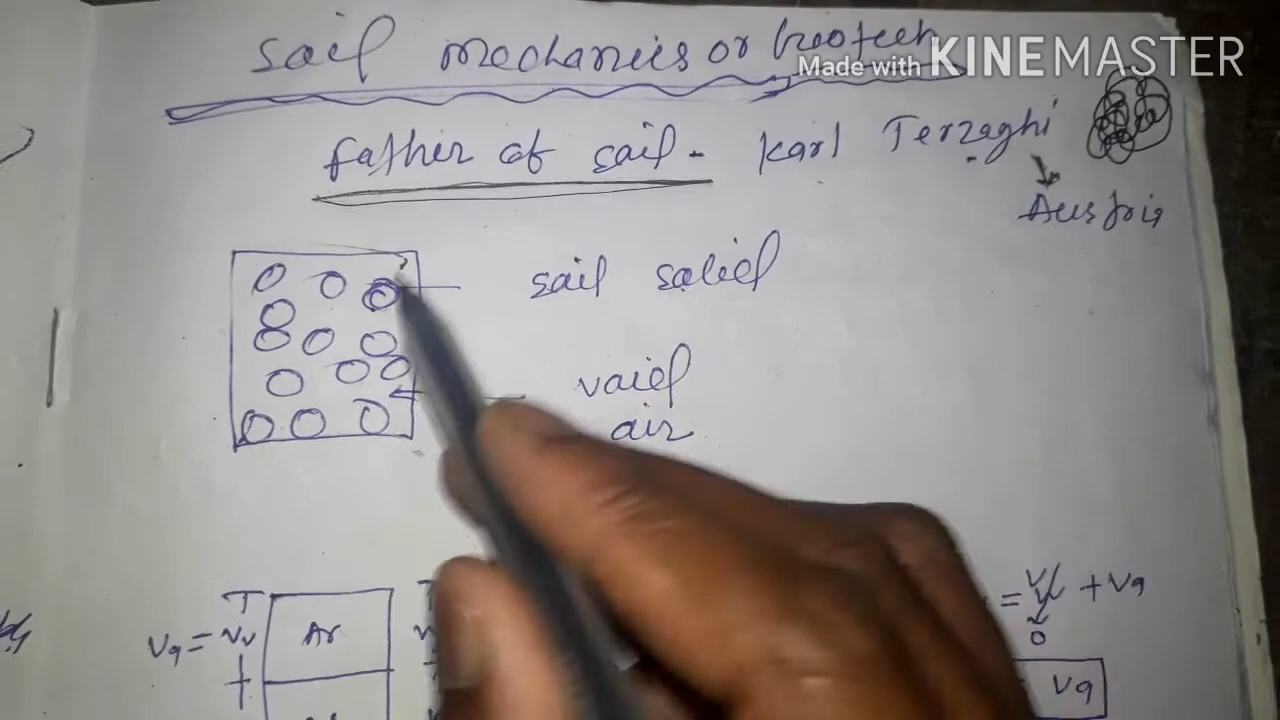 Soil mechanics or Geotech
Made with KINEMASTER
father of soil - Karl Terzaghi
Austria
soil solid
void
air
Va = Vv
Air
= Vw + Va
0
Va